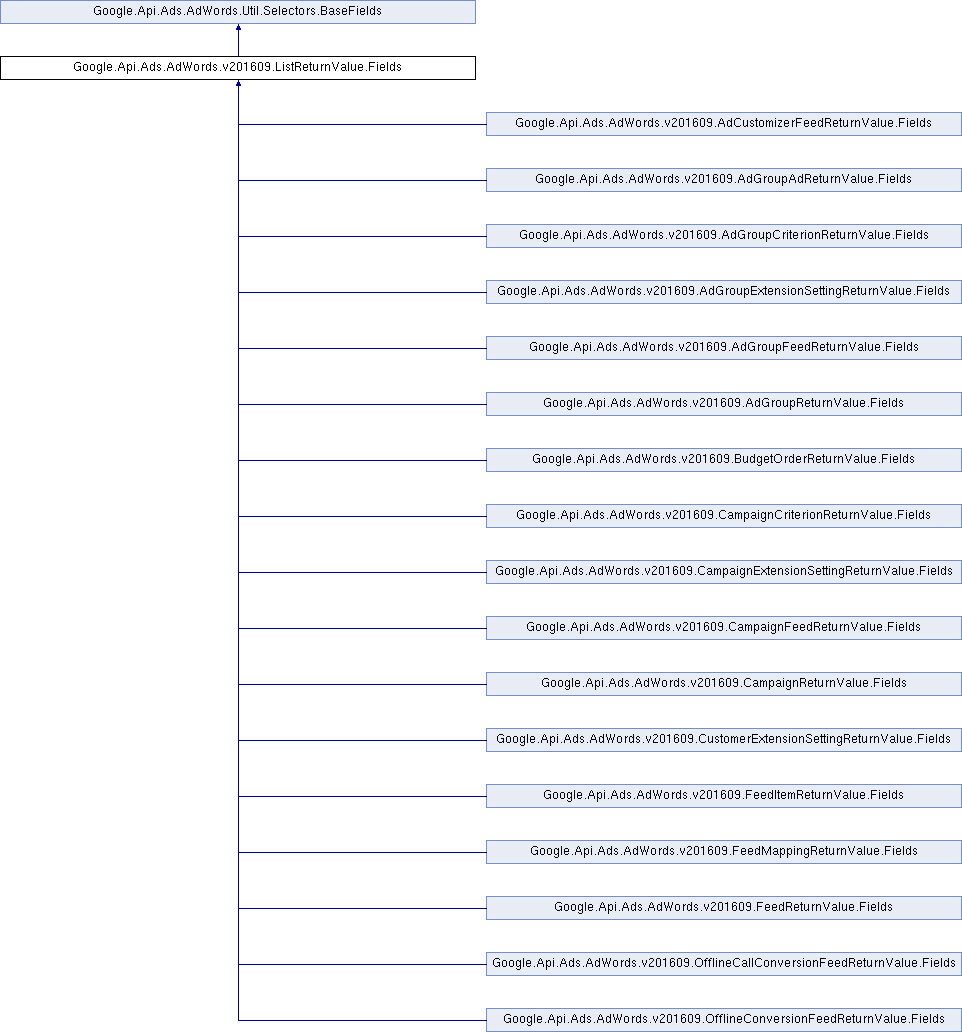 Google.Api.Ads.AdWords.Util.Selectors.BaseFields
Google.Api.Ads.AdWords.v201609.ListReturnValue.Fields
Google.Api.Ads.AdWords.v201609.AdCustomizerFeedReturnValue.Fields
Google.Api.Ads.AdWords.v201609.AdGroupAdReturnValue.Fields
Google.Api.Ads.AdWords.v201609.AdGroupCriterionReturnValue.Fields
Google.Api.Ads.AdWords.v201609.AdGroupExtensionSettingReturnValue.Fields
Google.Api.Ads.AdWords.v201609.AdGroupFeedReturnValue.Fields
Google.Api.Ads.AdWords.v201609.AdGroupReturnValue.Fields
Google.Api.Ads.AdWords.v201609.BudgetOrderReturnValue.Fields
Google.Api.Ads.AdWords.v201609.CampaignCriterionReturnValue.Fields
Google.Api.Ads.AdWords.v201609.CampaignExtensionSettingReturnValue.Fields
Google.Api.Ads.AdWords.v201609.CampaignFeedReturnValue.Fields
Google.Api.Ads.AdWords.v201609.CampaignReturnValue.Fields
Google.Api.Ads.AdWords.v201609.CustomerExtensionSettingReturnValue.Fields
Google.Api.Ads.AdWords.v201609.FeedItemReturnValue.Fields
Google.Api.Ads.AdWords.v201609.FeedMappingReturnValue.Fields
Google.Api.Ads.AdWords.v201609.FeedReturnValue.Fields
Google.Api.Ads.AdWords.v201609.OfflineCallConversionFeedReturnValue.Fields
Google.Api.Ads.AdWords.v201609.OfflineConversionFeedReturnValue.Fields